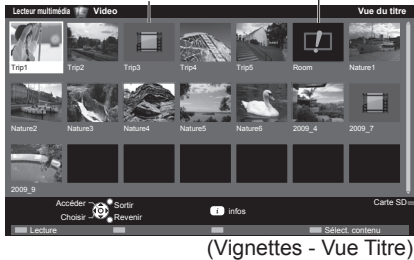 Lecteur multimédia Video Vue du titre
Trip1 Trip2 Trip3 Trip4 Trip5 Room Nature1
Nature2 Nature3 Nature4 Nature5 Nature6 2009_4 2009_7
2009_9
Accéder Sortir
Choisir Revenir
i infos
Carte SD
Lecture Sélect. contenu
(Vignettes - Vue Titre)